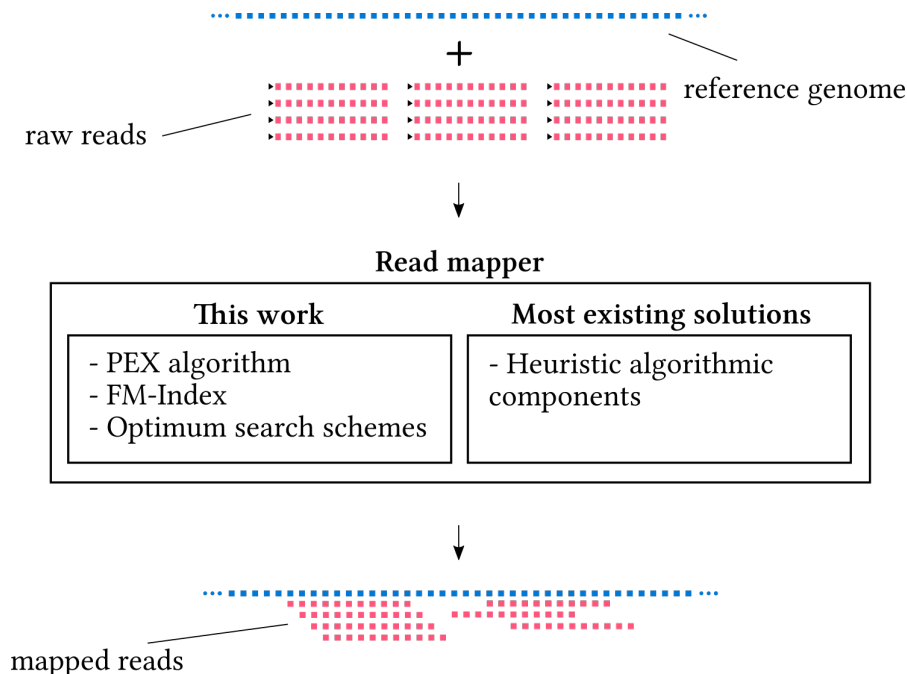 +
reference genome
raw reads
Read mapper
This work
- PEX algorithm
- FM-Index
- Optimum search schemes
Most existing solutions
- Heuristic algorithmic
components
mapped reads